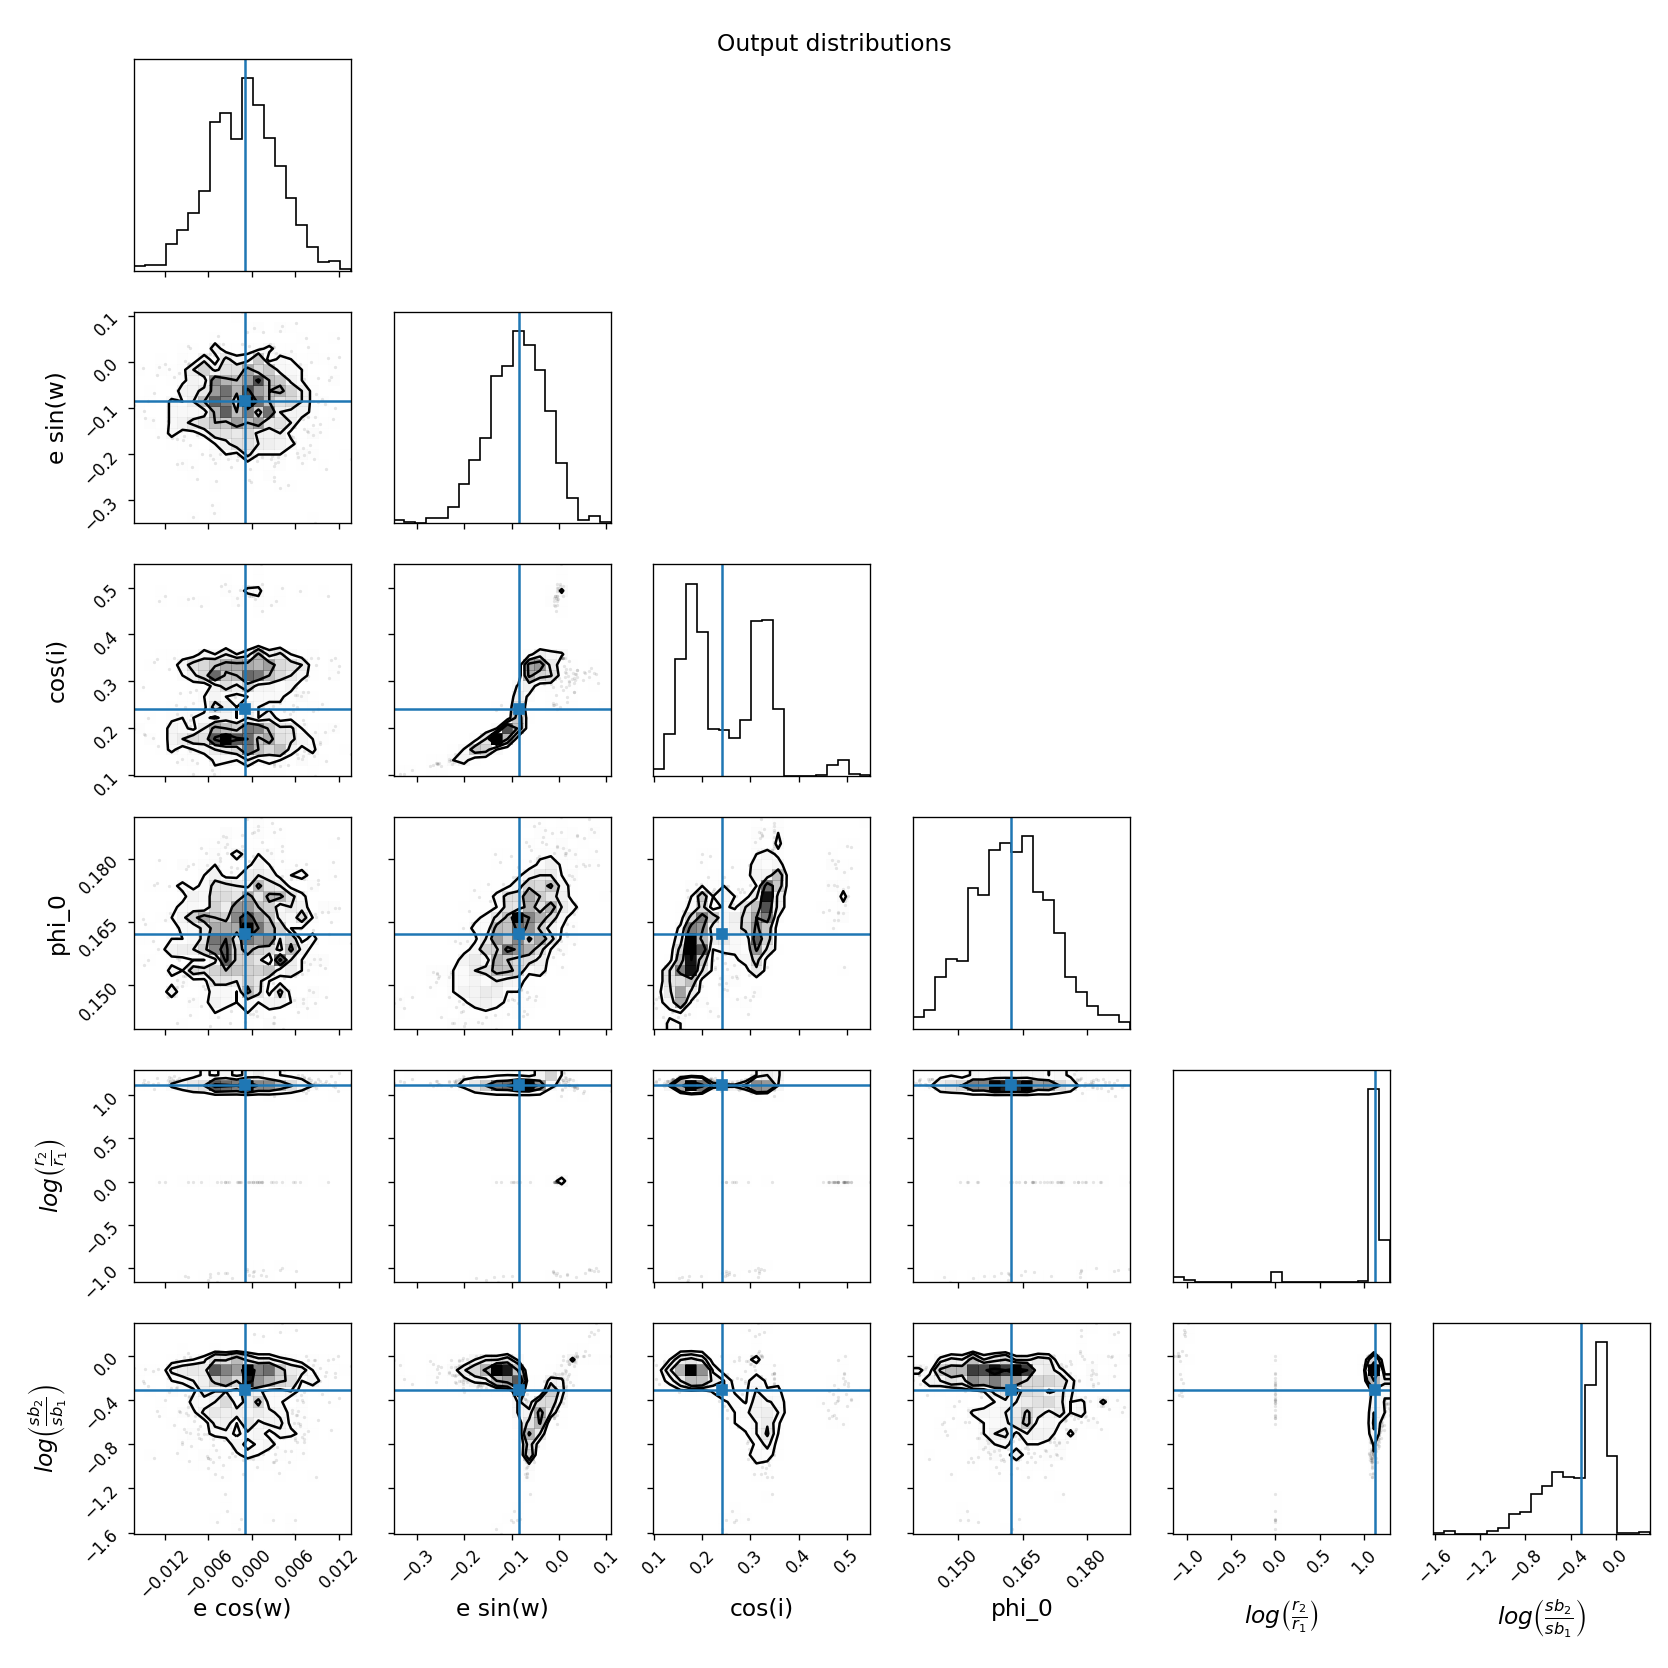 Output distributions
e sin(w)
0.1
0.0
−0.1
−0.2
−0.3
cos(i)
0.5
0.4
0.3
0.2
0.1
phi_0
0.180
0.165
0.150
log(r₂/r₁)
1.0
0.5
0.0
−0.5
−1.0
log(sb₂/sb₁)
0.0
−0.4
−0.8
−1.2
−1.6
−0.012 −0.006 0.000 0.006 0.012
−0.3 −0.2 −0.1 0.0 0.1
0.1 0.2 0.3 0.4 0.5
0.150 0.165 0.180
−1.0 −0.5 0.0 0.5 1.0
−1.6 −1.2 −0.8 −0.4 0.0
e cos(w)
e sin(w)
cos(i)
phi_0
log(r₂/r₁)
log(sb₂/sb₁)